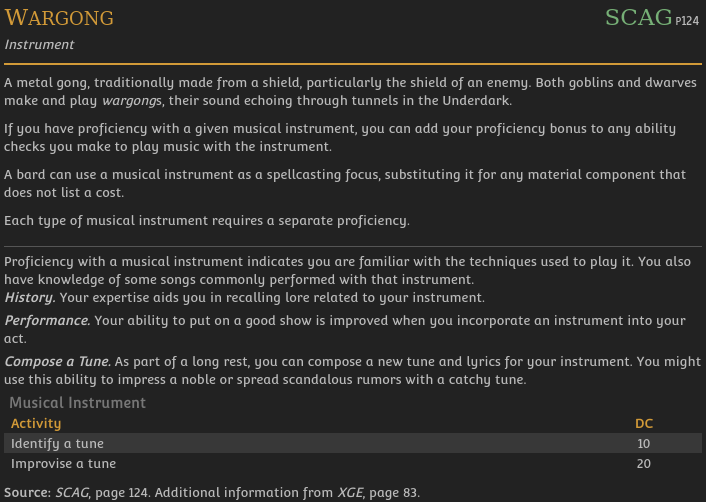 WARGONG SCAG P124
Instrument
A metal gong, traditionally made from a shield, particularly the shield of an enemy. Both goblins and dwarves
make and play wargongs, their sound echoing through tunnels in the Underdark.
If you have proficiency with a given musical instrument, you can add your proficiency bonus to any ability
checks you make to play music with the instrument.
A bard can use a musical instrument as a spellcasting focus, substituting it for any material component that
does not list a cost.
Each type of musical instrument requires a separate proficiency.
Proficiency with a musical instrument indicates you are familiar with the techniques used to play it. You also
have knowledge of some songs commonly performed with that instrument.
History. Your expertise aids you in recalling lore related to your instrument.
Performance. Your ability to put on a good show is improved when you incorporate an instrument into your
act.
Compose a Tune. As part of a long rest, you can compose a new tune and lyrics for your instrument. You might
use this ability to impress a noble or spread scandalous rumors with a catchy tune.
Musical Instrument
Activity DC
Identify a tune 10
Improvise a tune 20
Source: SCAG, page 124. Additional information from XGE, page 83.